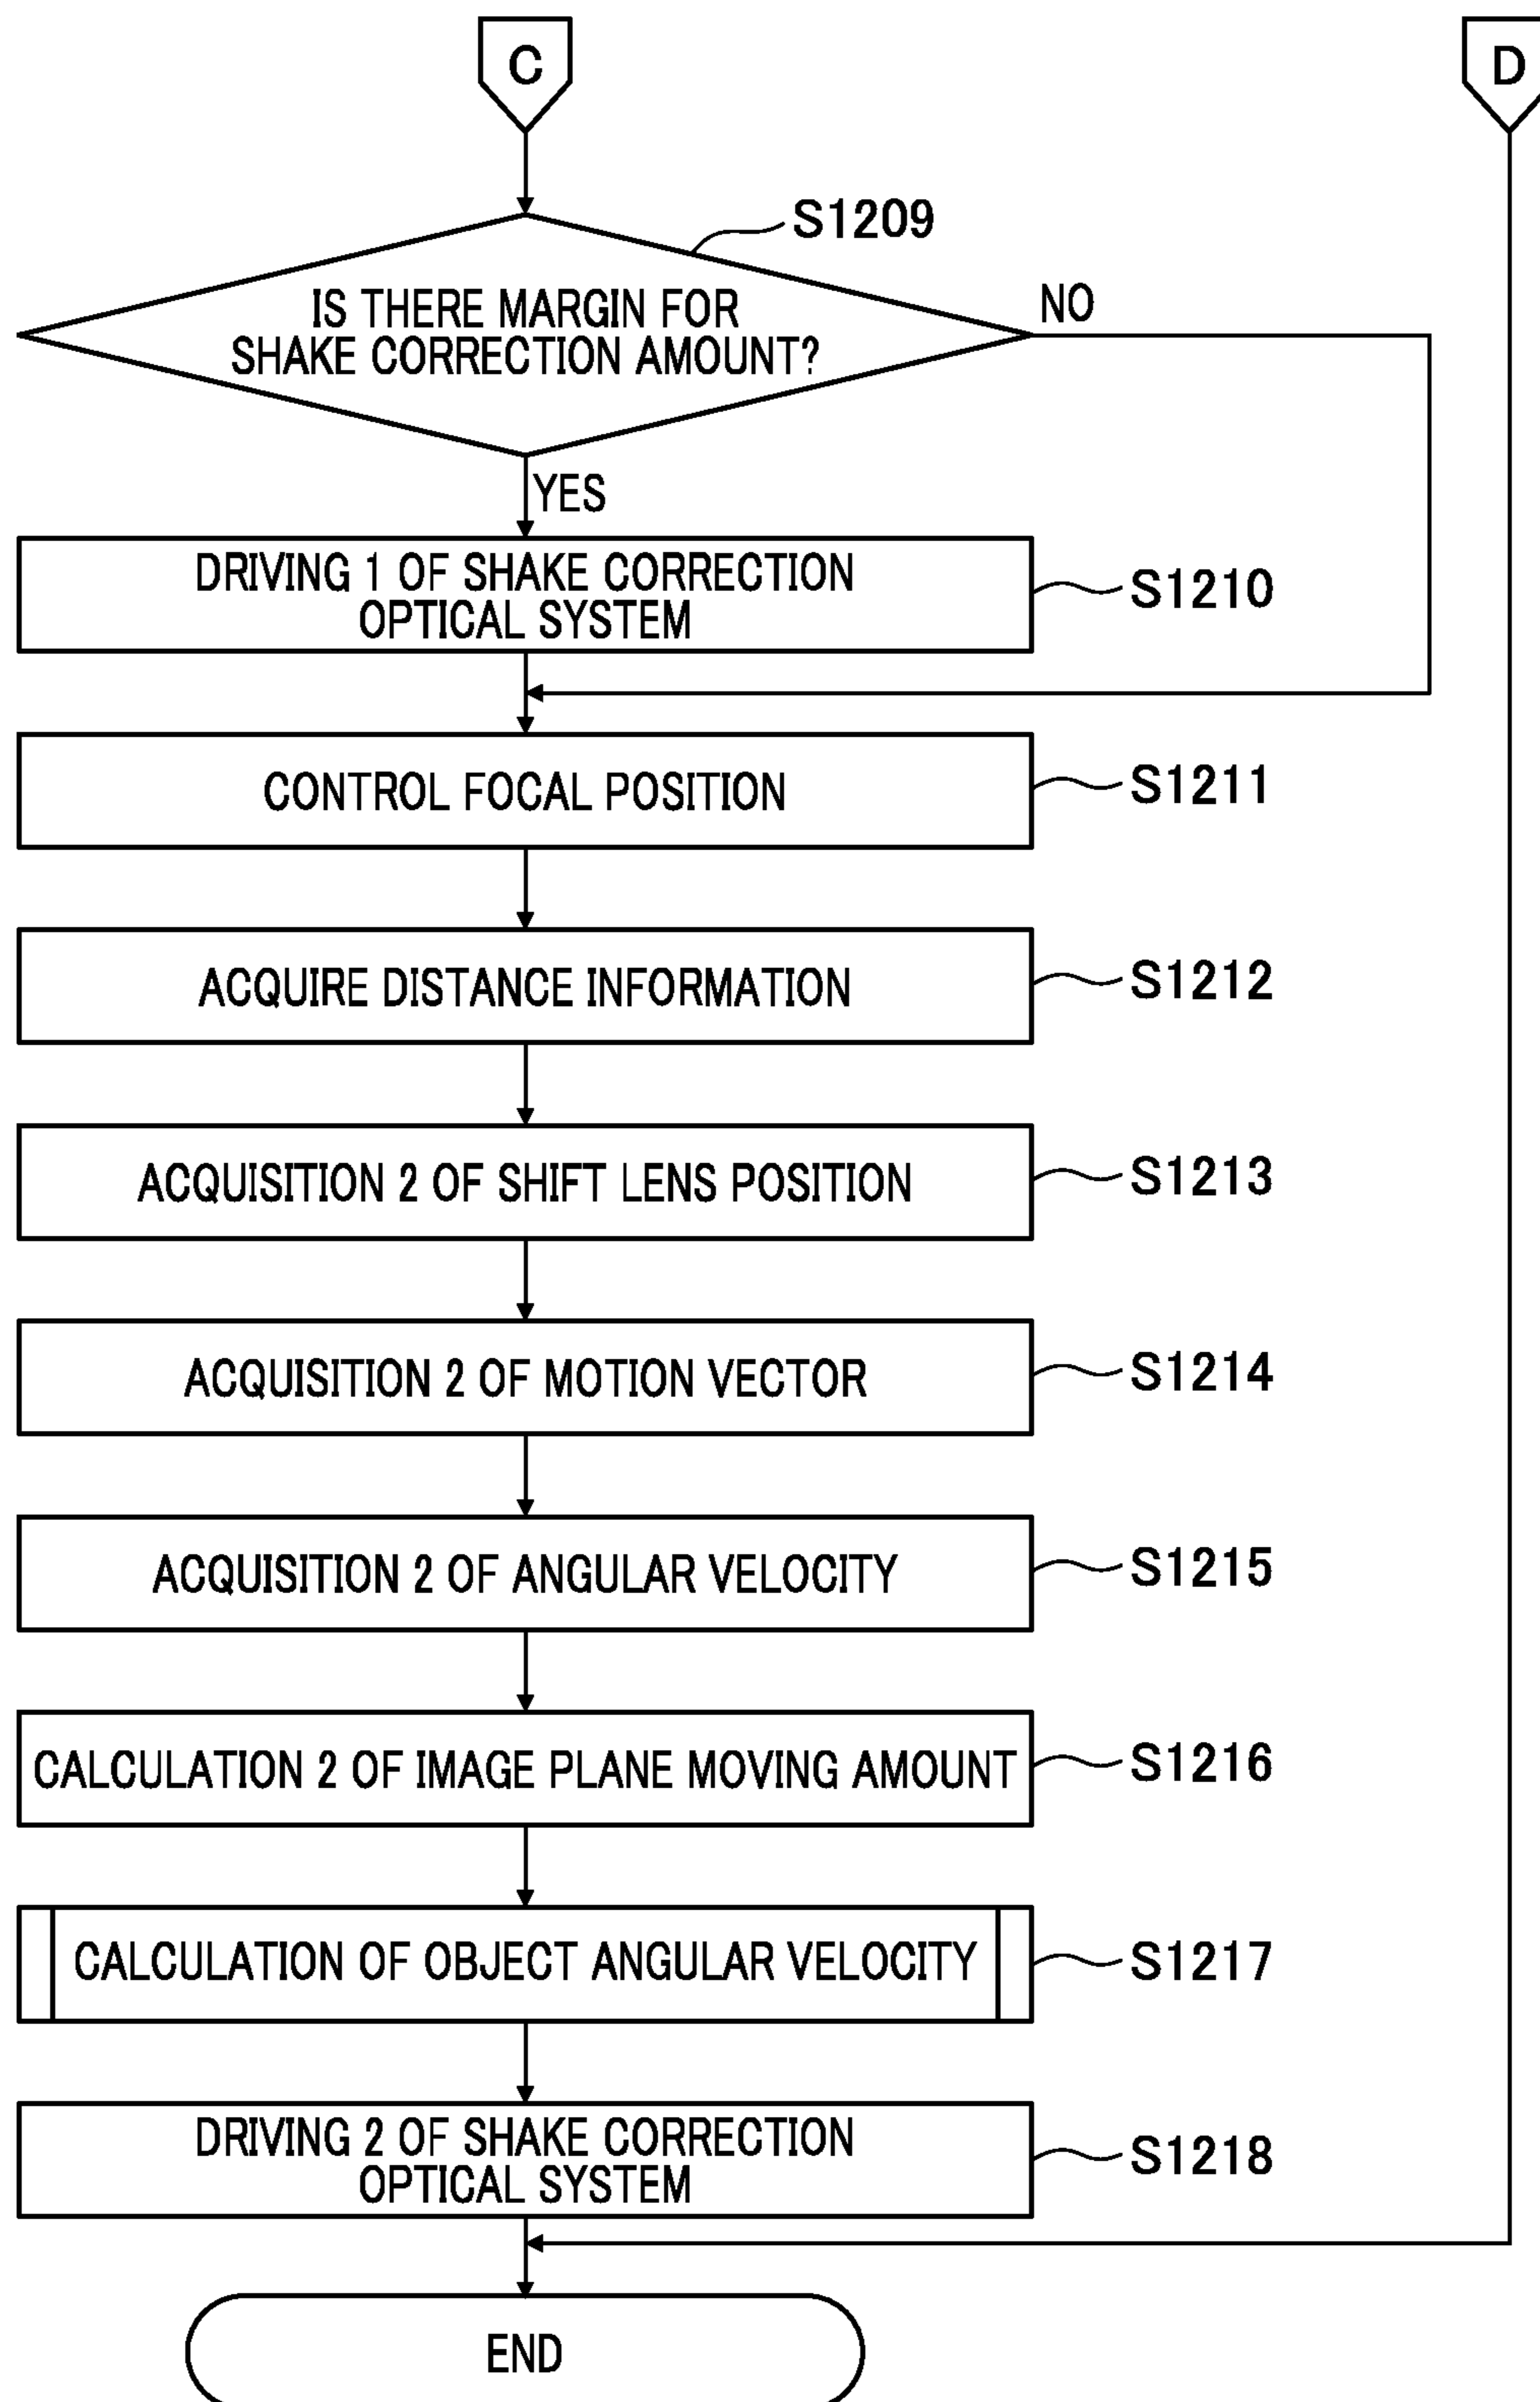 C
D
S1209
IS THERE MARGIN FOR
SHAKE CORRECTION AMOUNT?
NO
YES
DRIVING 1 OF SHAKE CORRECTION
OPTICAL SYSTEM
S1210
CONTROL FOCAL POSITION
S1211
ACQUIRE DISTANCE INFORMATION
S1212
ACQUISITION 2 OF SHIFT LENS POSITION
S1213
ACQUISITION 2 OF MOTION VECTOR
S1214
ACQUISITION 2 OF ANGULAR VELOCITY
S1215
CALCULATION 2 OF IMAGE PLANE MOVING AMOUNT
S1216
CALCULATION OF OBJECT ANGULAR VELOCITY
S1217
DRIVING 2 OF SHAKE CORRECTION
OPTICAL SYSTEM
S1218
END